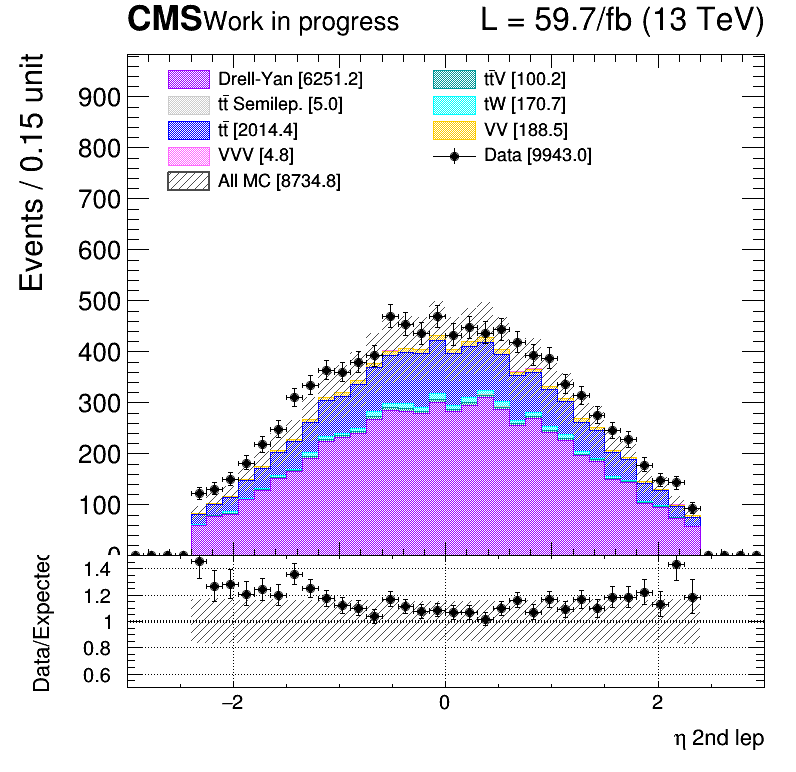 CMS Work in progress L = 59.7/fb (13 TeV)
Events / 0.15 unit
Drell-Yan [6251.2]
tt̄ Semilep. [5.0]
tt̄ [2014.4]
VVV [4.8]
All MC [8734.8]
tt̄V [100.2]
tW [170.7]
VV [188.5]
Data [9943.0]
900
800
700
600
500
400
300
200
100
0
Data/Expected
1.4
1.2
1
0.8
0.6
−2 0 2
η 2nd lep